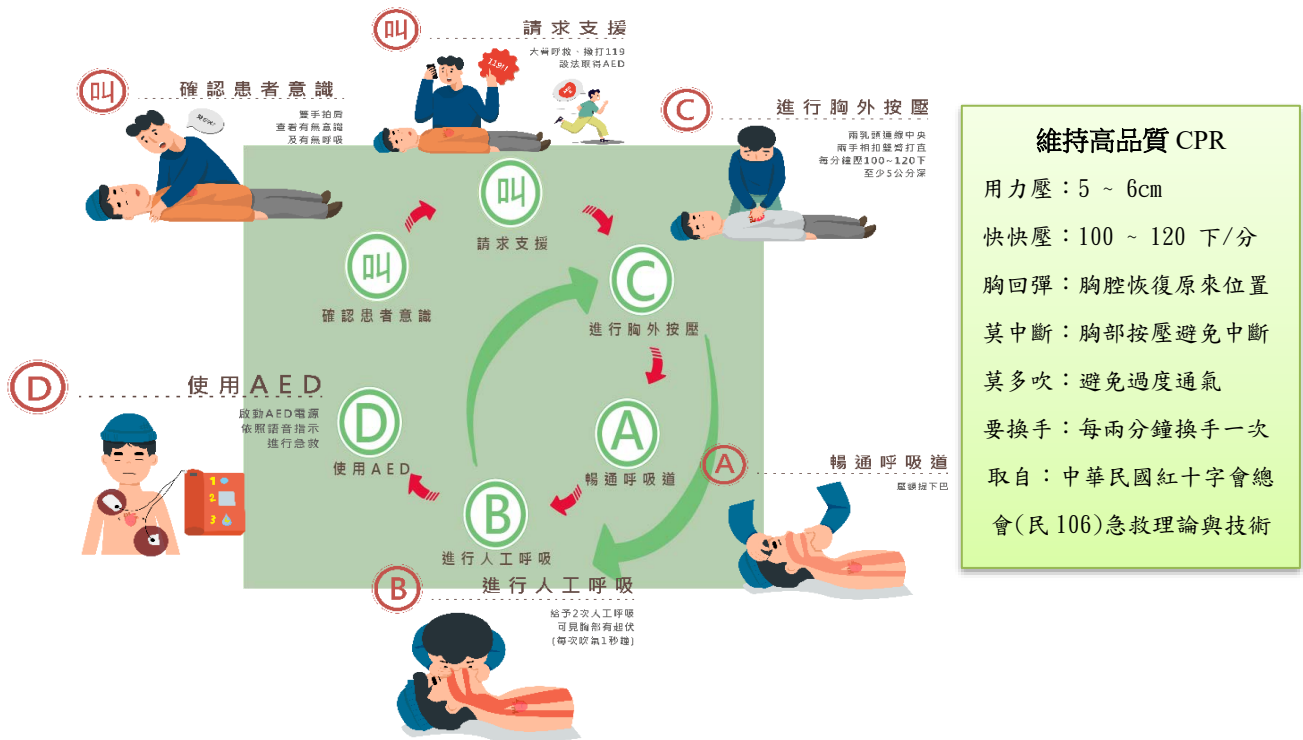 叫
請求支援
大聲呼救、撥打119
設法取得AED
119!!
叫
確認患者意識
雙手拍肩
查看有無意識
及有無呼吸
C
進行胸外按壓
兩乳頭連線中央
兩手相扣雙臂打直
每分鐘壓100~120下
至少5公分深
叫
請求支援
叫
確認患者意識
C
進行胸外按壓
D
使用AED
啟動AED電源
依照語音指示
進行急救
1
2
3
D
使用AED
A
暢通呼吸道
A
暢通呼吸道
壓額提下巴
B
進行人工呼吸
B
進行人工呼吸
給予2次人工呼吸
可見胸部有起伏
(每次吹氣1秒鐘)
維持高品質 CPR
用力壓：5 ~ 6cm
快快壓：100 ~ 120 下/分
胸回彈：胸腔恢復原來位置
莫中斷：胸部按壓避免中斷
莫多吹：避免過度通氣
要換手：每兩分鐘換手一次
取自：中華民國紅十字會總
會(民 106)急救理論與技術